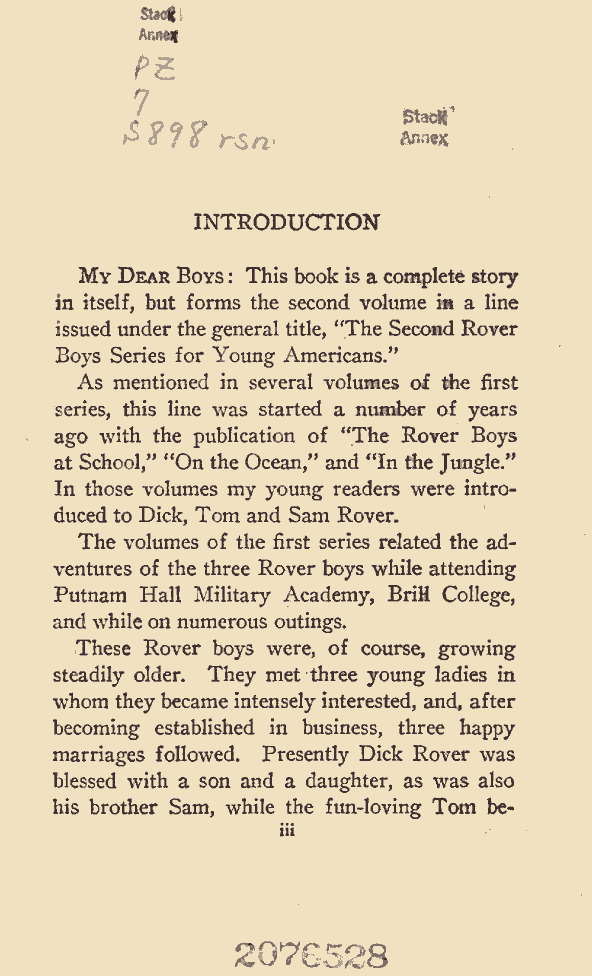 Stack
Annex
PZ
7
S898 rsn
Stack
Annex
INTRODUCTION
My Dear Boys: This book is a complete story
in itself, but forms the second volume in a line
issued under the general title, "The Second Rover
Boys Series for Young Americans."
As mentioned in several volumes of the first
series, this line was started a number of years
ago with the publication of "The Rover Boys
at School," "On the Ocean," and "In the Jungle."
In those volumes my young readers were intro-
duced to Dick, Tom and Sam Rover.
The volumes of the first series related the ad-
ventures of the three Rover boys while attending
Putnam Hall Military Academy, Brill College,
and while on numerous outings.
These Rover boys were, of course, growing
steadily older. They met three young ladies in
whom they became intensely interested, and, after
becoming established in business, three happy
marriages followed. Presently Dick Rover was
blessed with a son and a daughter, as was also
his brother Sam, while the fun-loving Tom be-
iii
2076528